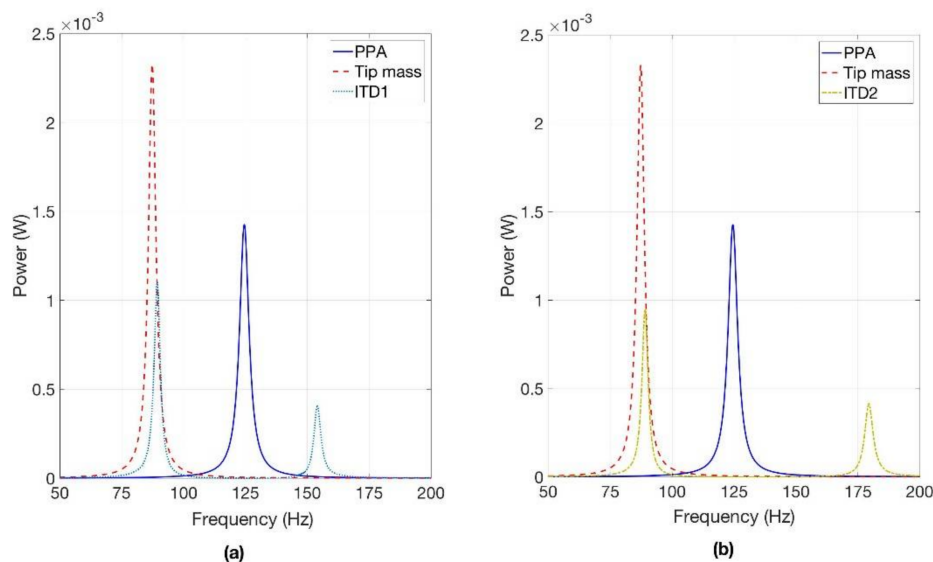 ×10⁻³
2.5
2
1.5
1
0.5
0
Power (W)
50 75 100 125 150 175 200
Frequency (Hz)
PPA
Tip mass
ITD1
(a)
×10⁻³
2.5
2
1.5
1
0.5
0
Power (W)
50 75 100 125 150 175 200
Frequency (Hz)
PPA
Tip mass
ITD2
(b)